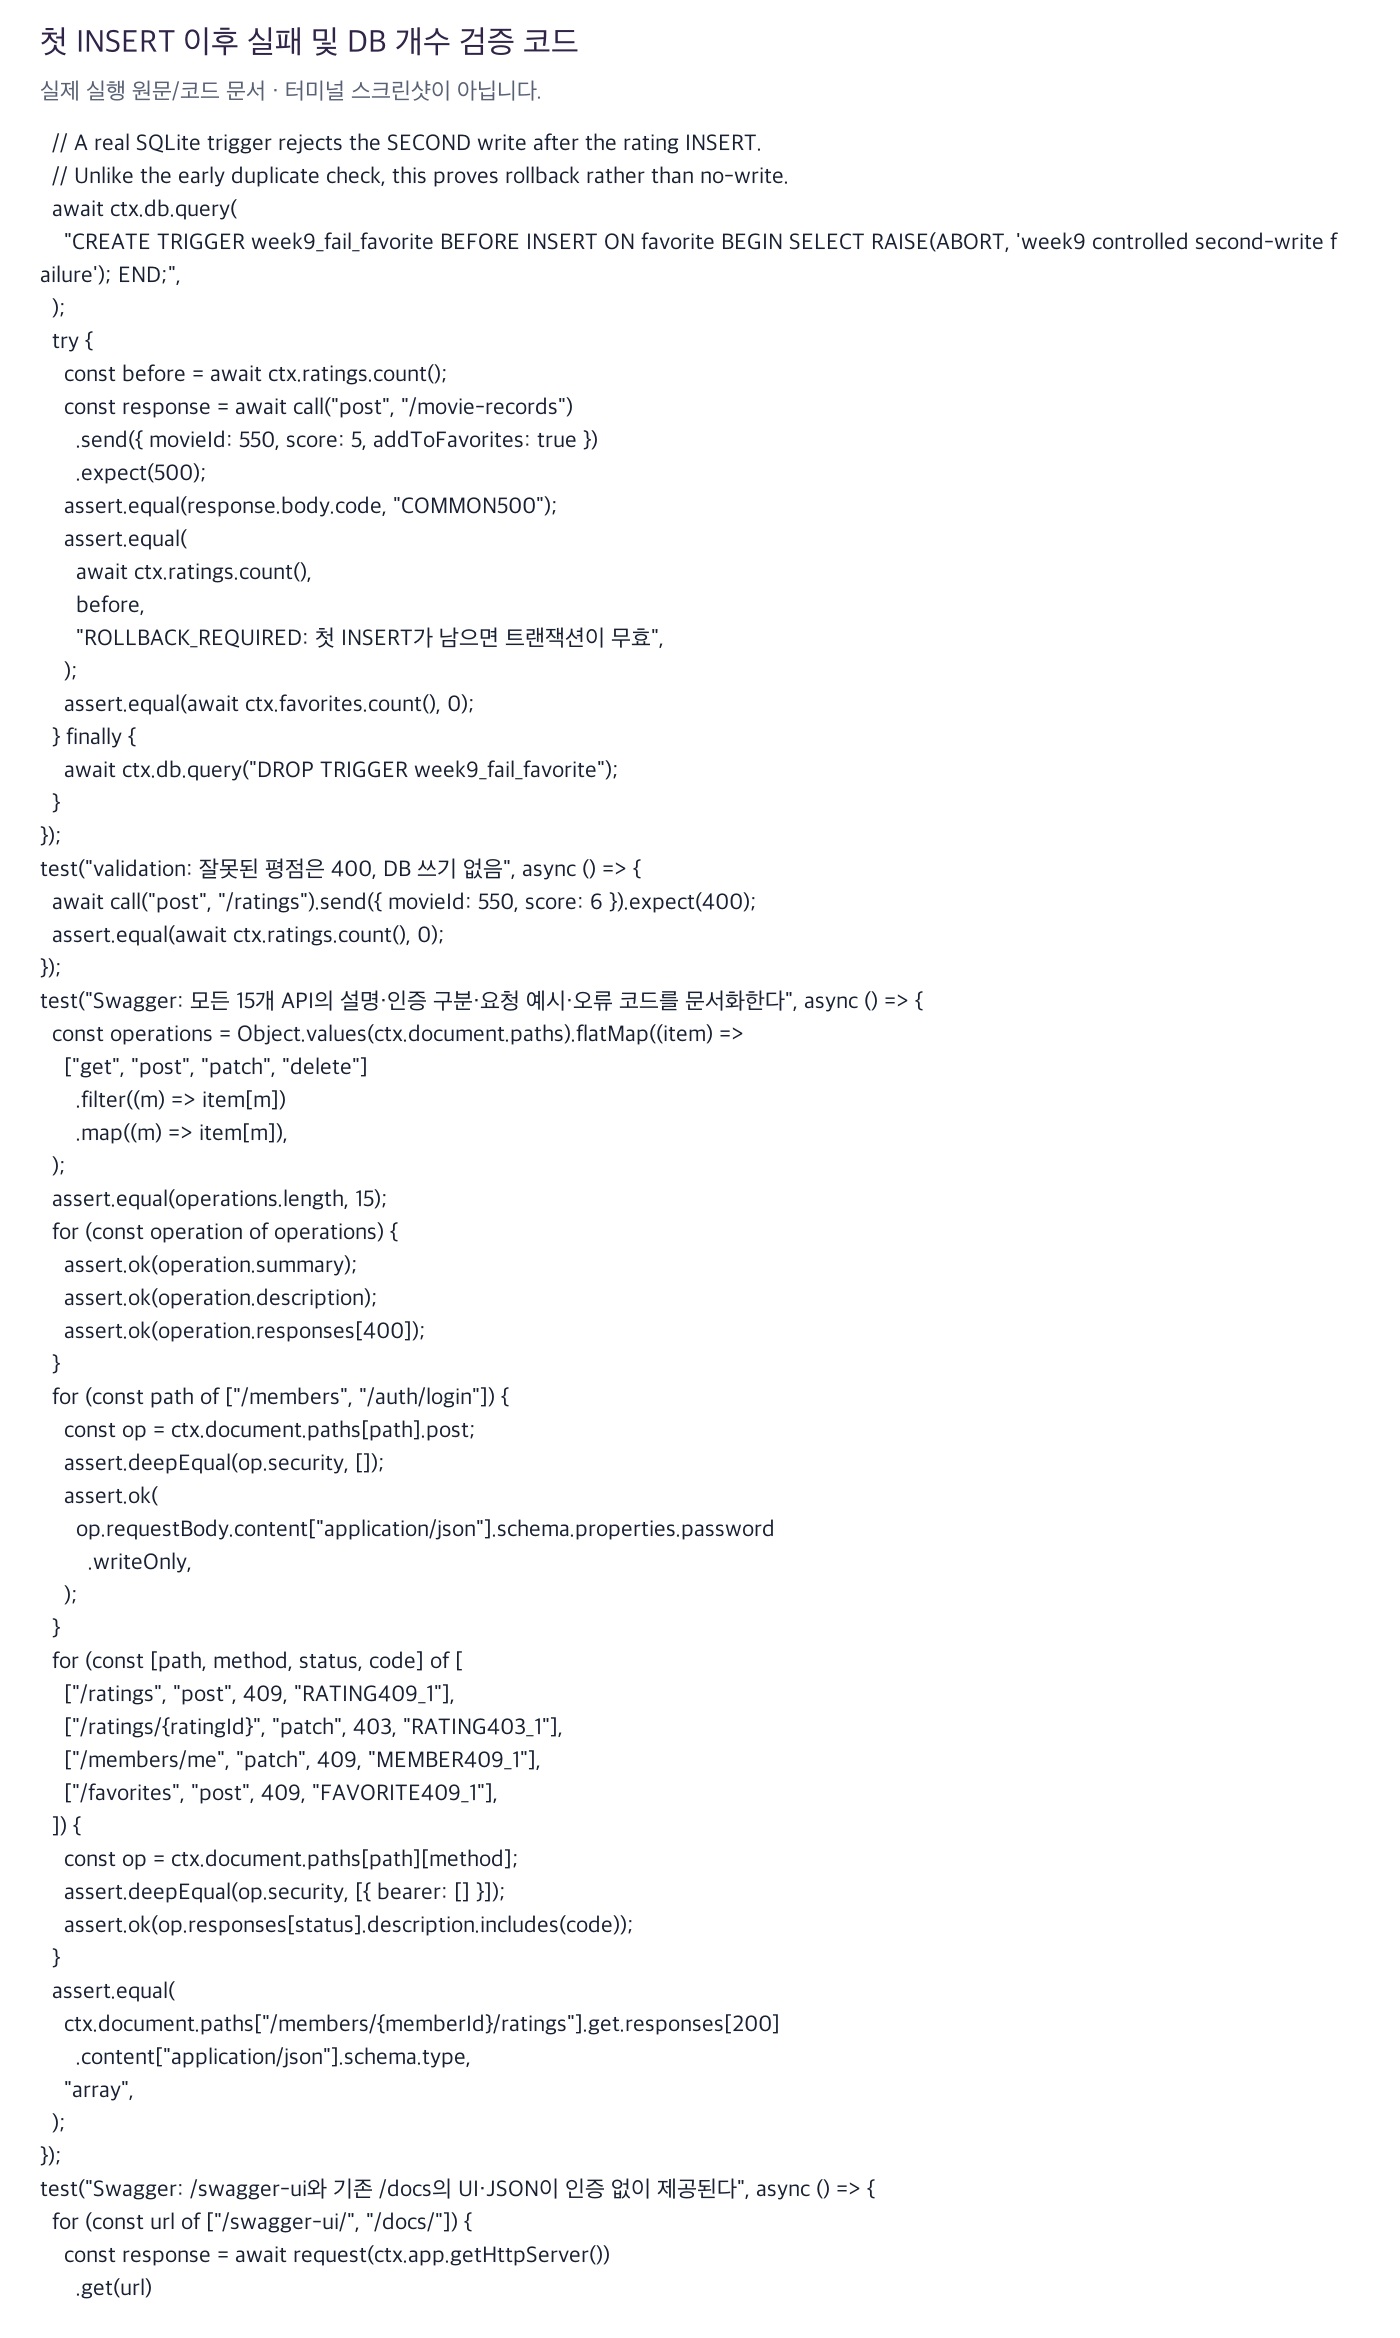 첫 INSERT 이후 실패 및 DB 개수 검증 코드
실제 실행 원문/코드 문서 · 터미널 스크린샷이 아닙니다.
  // A real SQLite trigger rejects the SECOND write after the rating INSERT.
  // Unlike the early duplicate check, this proves rollback rather than no-write.
  await ctx.db.query(
    "CREATE TRIGGER week9_fail_favorite BEFORE INSERT ON favorite BEGIN SELECT RAISE(ABORT, 'week9 controlled second-write f
ailure'); END;",
  );
  try {
    const before = await ctx.ratings.count();
    const response = await call("post", "/movie-records")
      .send({ movieId: 550, score: 5, addToFavorites: true })
      .expect(500);
    assert.equal(response.body.code, "COMMON500");
    assert.equal(
      await ctx.ratings.count(),
      before,
      "ROLLBACK_REQUIRED: 첫 INSERT가 남으면 트랜잭션이 무효",
    );
    assert.equal(await ctx.favorites.count(), 0);
  } finally {
    await ctx.db.query("DROP TRIGGER week9_fail_favorite");
  }
});
test("validation: 잘못된 평점은 400, DB 쓰기 없음", async () => {
  await call("post", "/ratings").send({ movieId: 550, score: 6 }).expect(400);
  assert.equal(await ctx.ratings.count(), 0);
});
test("Swagger: 모든 15개 API의 설명·인증 구분·요청 예시·오류 코드를 문서화한다", async () => {
  const operations = Object.values(ctx.document.paths).flatMap((item) =>
    ["get", "post", "patch", "delete"]
      .filter((m) => item[m])
      .map((m) => item[m]),
  );
  assert.equal(operations.length, 15);
  for (const operation of operations) {
    assert.ok(operation.summary);
    assert.ok(operation.description);
    assert.ok(operation.responses[400]);
  }
  for (const path of ["/members", "/auth/login"]) {
    const op = ctx.document.paths[path].post;
    assert.deepEqual(op.security, []);
    assert.ok(
      op.requestBody.content["application/json"].schema.properties.password
        .writeOnly,
    );
  }
  for (const [path, method, status, code] of [
    ["/ratings", "post", 409, "RATING409_1"],
    ["/ratings/{ratingId}", "patch", 403, "RATING403_1"],
    ["/members/me", "patch", 409, "MEMBER409_1"],
    ["/favorites", "post", 409, "FAVORITE409_1"],
  ]) {
    const op = ctx.document.paths[path][method];
    assert.deepEqual(op.security, [{ bearer: [] }]);
    assert.ok(op.responses[status].description.includes(code));
  }
  assert.equal(
    ctx.document.paths["/members/{memberId}/ratings"].get.responses[200]
      .content["application/json"].schema.type,
    "array",
  );
});
test("Swagger: /swagger-ui와 기존 /docs의 UI·JSON이 인증 없이 제공된다", async () => {
  for (const url of ["/swagger-ui/", "/docs/"]) {
    const response = await request(ctx.app.getHttpServer())
      .get(url)